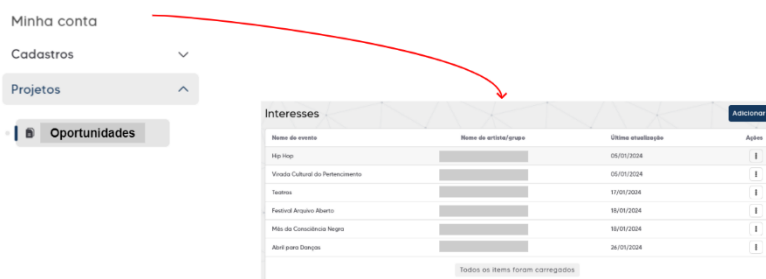 Minha conta
Cadastros
Projetos
Oportunidades
Interesses
Adicionar
Nome do evento Nome do artista/grupo Última atualização Ações
Hip Hop 05/01/2024
Virada Cultural do Pertencimento 05/01/2024
Teatros 17/01/2024
Festival Arquivo Aberto 18/01/2024
Mês da Consciência Negra 18/01/2024
Abril para Danças 26/01/2024
Todos os items foram carregados